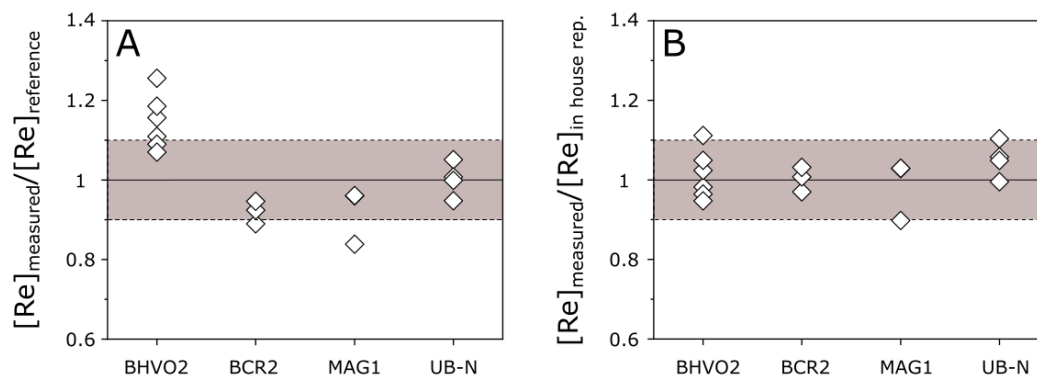 A
[Re]measured/[Re]reference
1.4
1.2
1
0.8
0.6
BHVO2 BCR2 MAG1 UB-N
B
[Re]measured/[Re]in house rep.
1.4
1.2
1
0.8
0.6
BHVO2 BCR2 MAG1 UB-N